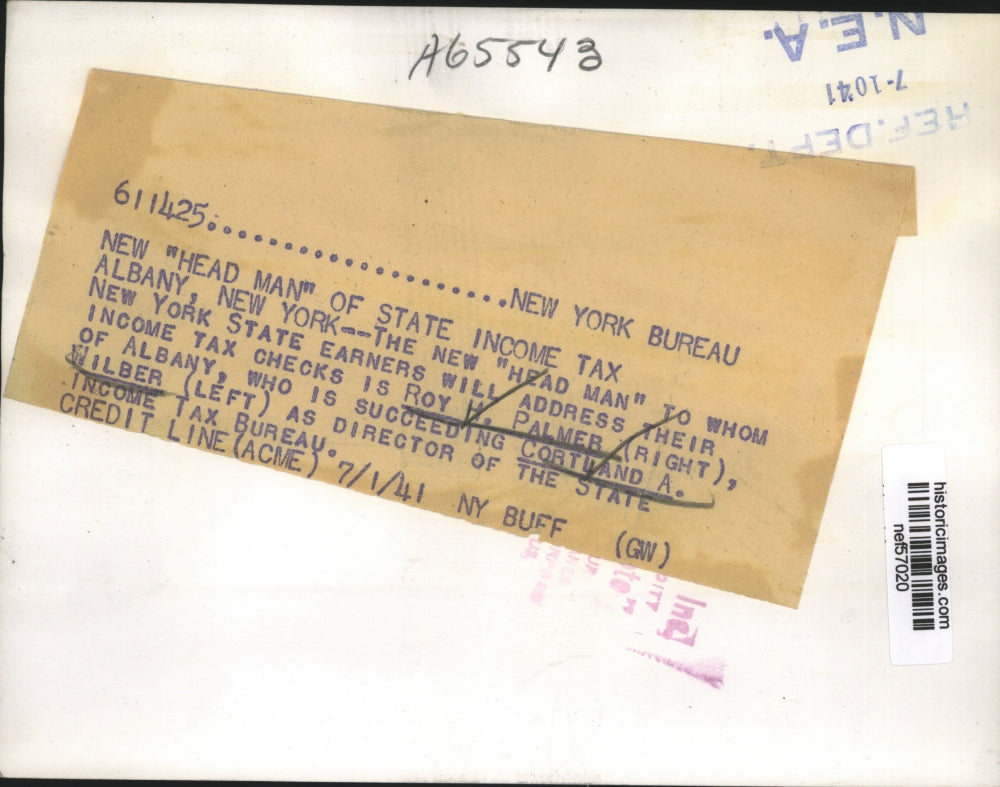 A65543
N.E.A.
7-1041
REF. DEPT.
611425......................NEW YORK BUREAU
NEW "HEAD MAN" OF STATE INCOME TAX
ALBANY, NEW YORK--THE NEW "HEAD MAN" TO WHOM
NEW YORK STATE EARNERS WILL ADDRESS THEIR
INCOME TAX CHECKS IS ROY H. PALMER (RIGHT),
OF ALBANY, WHO IS SUCCEEDING CORTLAND A.
WILBER (LEFT) AS DIRECTOR OF THE STATE
INCOME TAX BUREAU.
CREDIT LINE (ACME) 7/1/41 NY BUFF (GW)
historicimages.com
nef57020